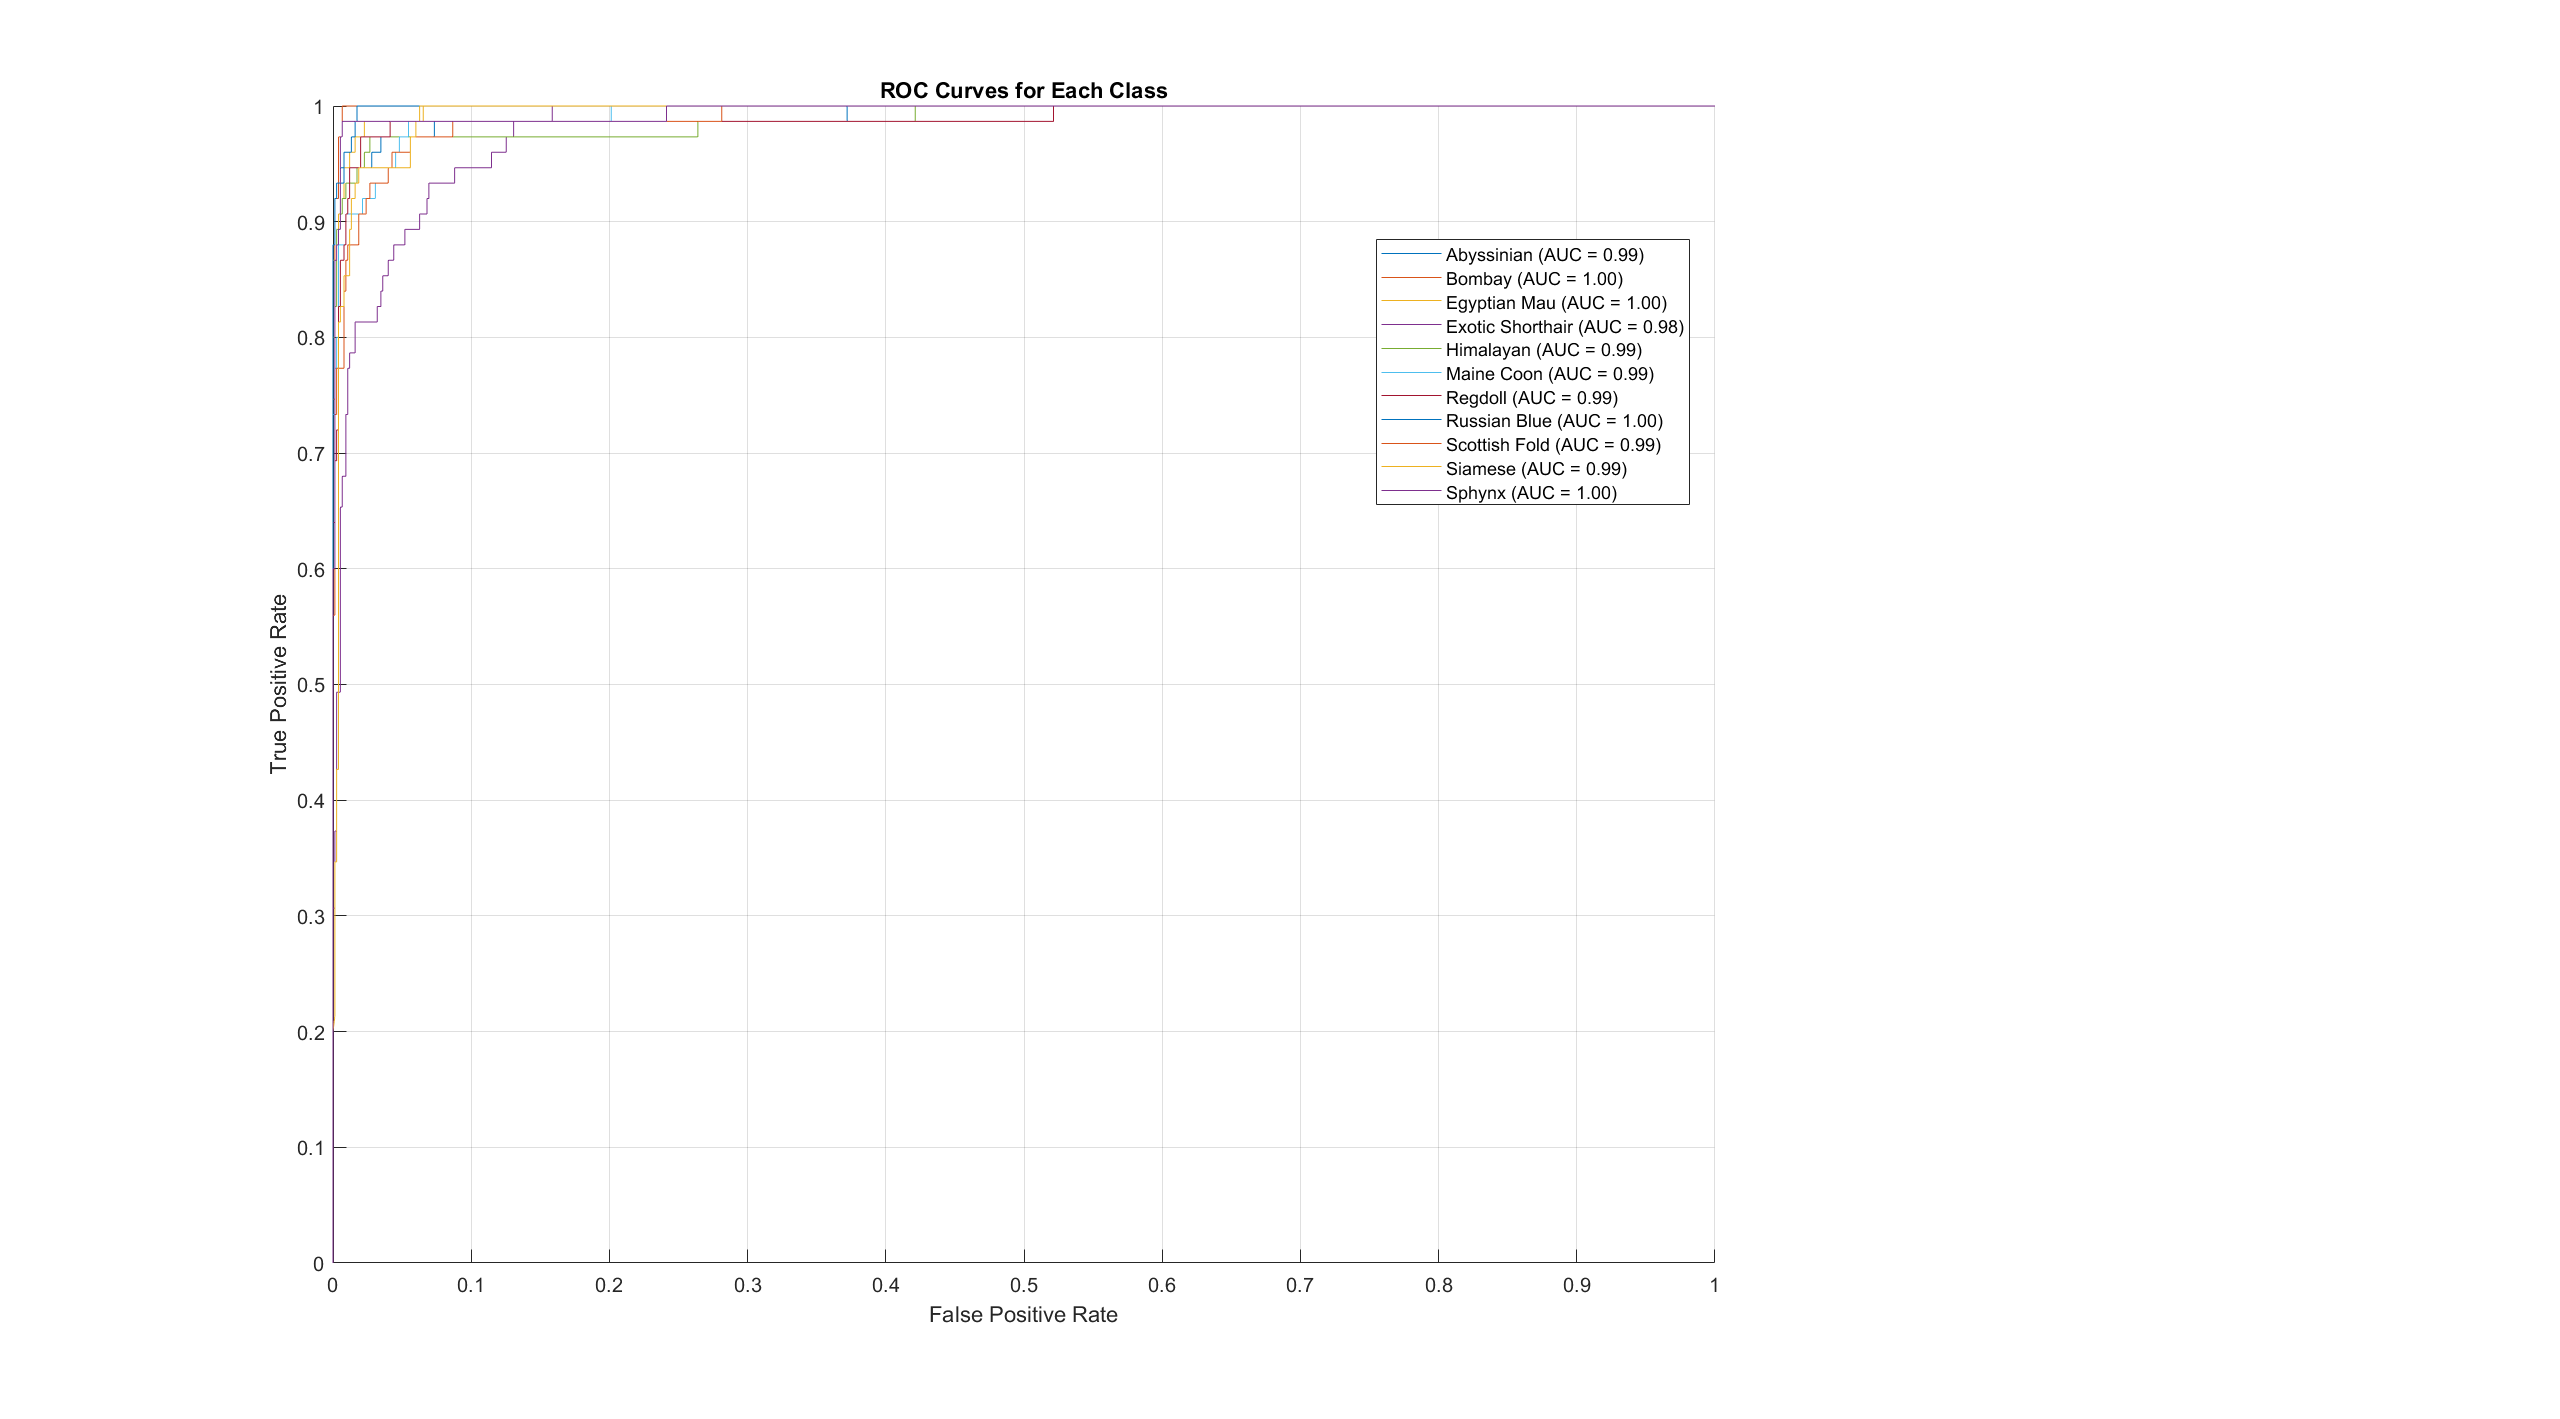 ROC Curves for Each Class
1
0.9
0.8
0.7
0.6
0.5
0.4
0.3
0.2
0.1
0
True Positive Rate
Abyssinian (AUC = 0.99)
Bombay (AUC = 1.00)
Egyptian Mau (AUC = 1.00)
Exotic Shorthair (AUC = 0.98)
Himalayan (AUC = 0.99)
Maine Coon (AUC = 0.99)
Regdoll (AUC = 0.99)
Russian Blue (AUC = 1.00)
Scottish Fold (AUC = 0.99)
Siamese (AUC = 0.99)
Sphynx (AUC = 1.00)
0 0.1 0.2 0.3 0.4 0.5 0.6 0.7 0.8 0.9 1
False Positive Rate